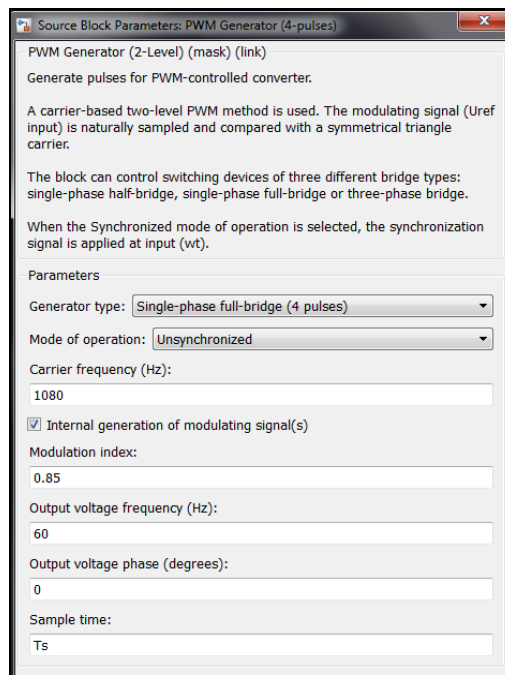 Source Block Parameters: PWM Generator (4-pulses)
PWM Generator (2-Level) (mask) (link)
Generate pulses for PWM-controlled converter.
A carrier-based two-level PWM method is used. The modulating signal (Uref
input) is naturally sampled and compared with a symmetrical triangle
carrier.
The block can control switching devices of three different bridge types:
single-phase half-bridge, single-phase full-bridge or three-phase bridge.
When the Synchronized mode of operation is selected, the synchronization
signal is applied at input (wt).
Parameters
Generator type: Single-phase full-bridge (4 pulses)
Mode of operation: Unsynchronized
Carrier frequency (Hz):
1080
Internal generation of modulating signal(s)
Modulation index:
0.85
Output voltage frequency (Hz):
60
Output voltage phase (degrees):
0
Sample time:
Ts